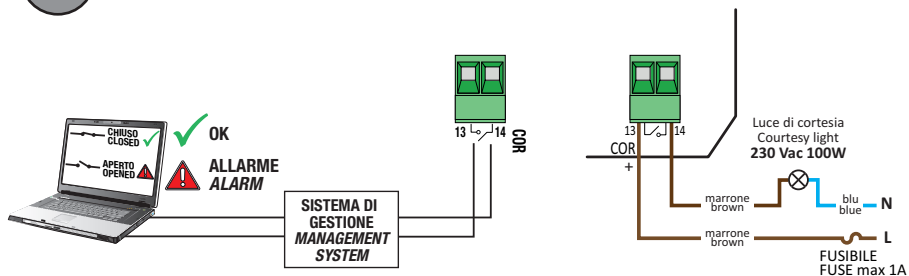 CHIUSO
CLOSED
APERTO
OPENED
OK
ALLARME
ALARM
SISTEMA DI
GESTIONE
MANAGEMENT
SYSTEM
13 14
COR
13 14
COR
+
Luce di cortesia
Courtesy light
230 Vac 100W
marrone
brown
blu
blue
N
marrone
brown
L
FUSIBILE
FUSE max 1A